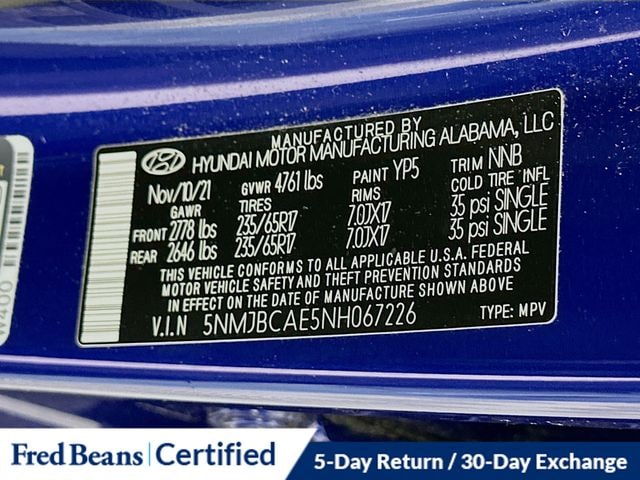 MANUFACTURED BY
HYUNDAI MOTOR MANUFACTURING ALABAMA, LLC
Nov/10/21 GVWR 4761 lbs PAINT YP5 TRIM NNB
GAWR TIRES RIMS COLD TIRE INFL
FRONT 2778 lbs 235/65R17 7.0JX17 35 psi SINGLE
REAR 2646 lbs 235/65R17 7.0JX17 35 psi SINGLE
THIS VEHICLE CONFORMS TO ALL APPLICABLE U.S.A. FEDERAL
MOTOR VEHICLE SAFETY AND THEFT PREVENTION STANDARDS
IN EFFECT ON THE DATE OF MANUFACTURE SHOWN ABOVE
V.I.N 5NMJBCAE5NH067226 TYPE: MPV
W400
Fred Beans Certified
5-Day Return / 30-Day Exchange